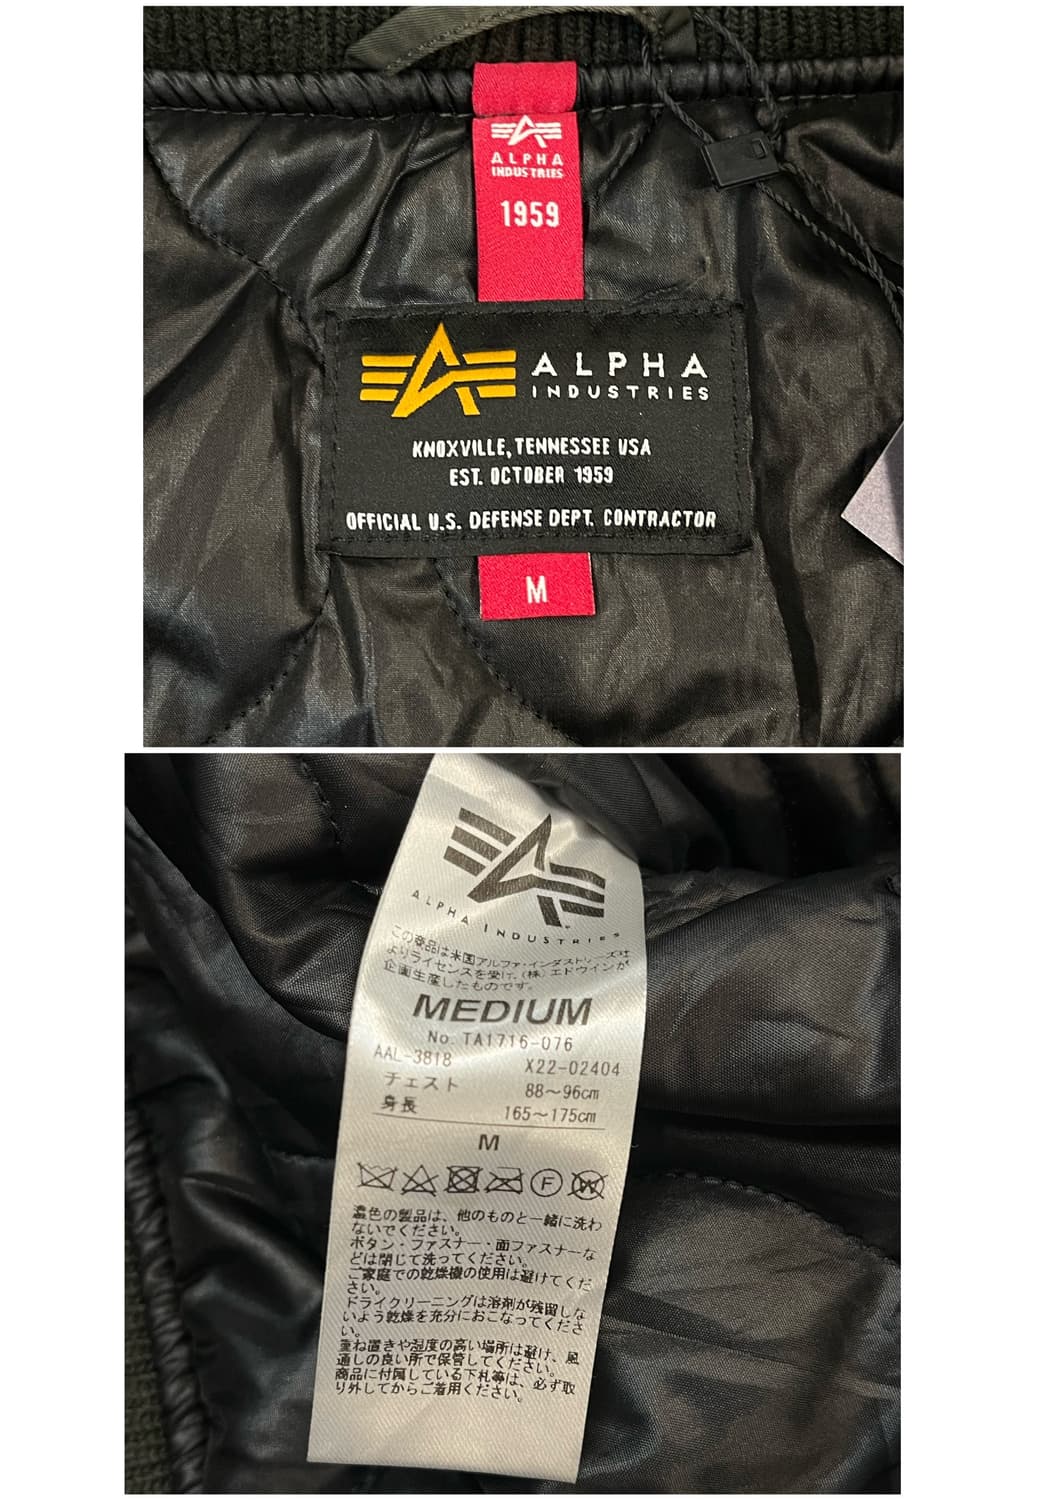 ALPHA
INDUSTRIES
1959
ALPHA
INDUSTRIES
KNOXVILLE, TENNESSEE USA
EST. OCTOBER 1959
OFFICIAL U.S. DEFENSE DEPT. CONTRACTOR
M
ALPHA INDUSTRIES
この商品は米国アルファ・インダストリーズ社
よりライセンスを受け、(株)エドウインが
企画生産したものです。
MEDIUM
No. TA1716-076
AAL-3818 X22-02404
チェスト 88～96cm
身長 165～175cm
M
F
W
濃色の製品は、他のものと一緒に洗わ
ないでください。
ボタン・ファスナー・面ファスナーな
どは閉じて洗ってください。
ご家庭での乾燥機の使用は避けてくだ
さい。
ドライクリーニングは溶剤が残留しな
いよう乾燥を充分におこなってくださ
い。
重ね置きや湿度の高い場所は避け、風
通しの良い所で保管してください。
商品に付属している下札等は、必ず取
り外してからご着用ください。